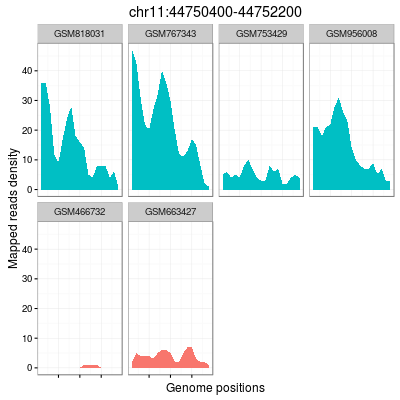 chr11:44750400-44752200
GSM818031 GSM767343 GSM753429 GSM956008
40
30
20
10
0
GSM466732 GSM663427
40
30
20
10
0
Mapped reads density
Genome positions